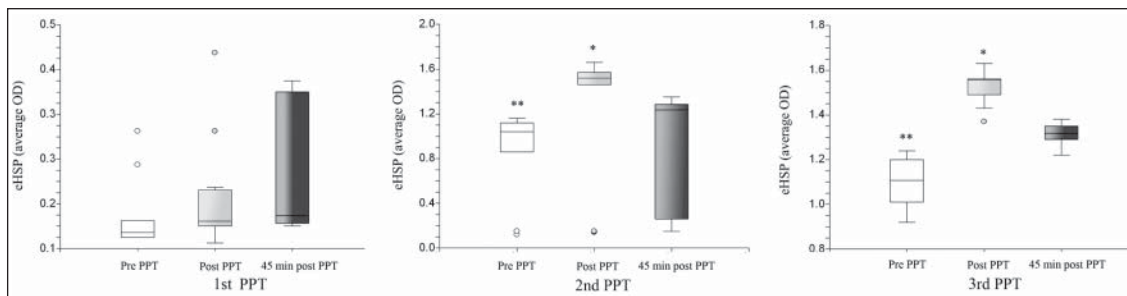 eHSP (average OD)
0.5
0.4
0.3
0.3
0.2
0.1
Pre PPT
Post PPT
45 min post PPT
1st PPT
eHSP (average OD)
2.0
1.6
1.2
0.8
0.4
0.0
**
*
Pre PPT
Post PPT
45 min post PPT
2nd PPT
eHSP (average OD)
1.8
1.6
1.4
1.2
1.0
0.8
**
*
Pre PPT
Post PPT
45 min post PPT
3rd PPT